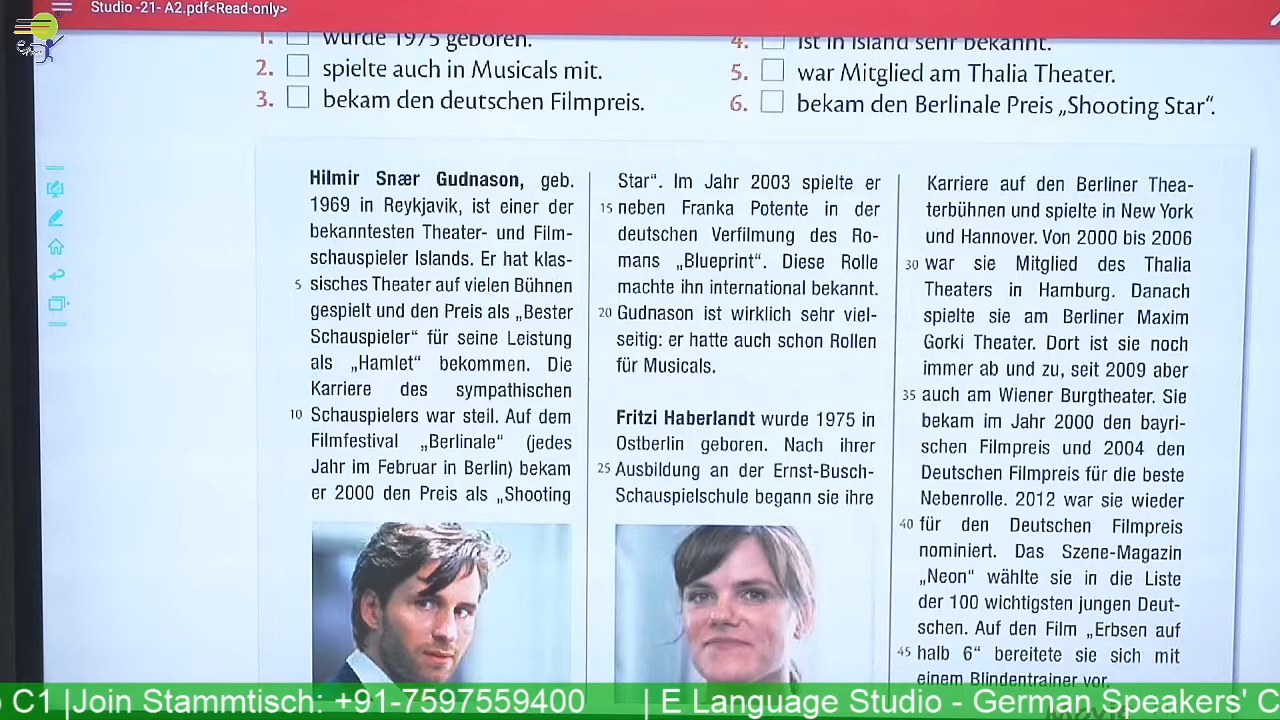 Studio -21- A2.pdf<Read-only>
1. wurde 1975 geboren.
2. spielte auch in Musicals mit.
3. bekam den deutschen Filmpreis.
4. ist in Island sehr bekannt.
5. war Mitglied am Thalia Theater.
6. bekam den Berlinale Preis „Shooting Star“.
Hilmir Snær Gudnason, geb.
1969 in Reykjavik, ist einer der
bekanntesten Theater- und Film-
schauspieler Islands. Er hat klas-
5 sisches Theater auf vielen Bühnen
gespielt und den Preis als „Bester
Schauspieler“ für seine Leistung
als „Hamlet“ bekommen. Die
Karriere des sympathischen
10 Schauspielers war steil. Auf dem
Filmfestival „Berlinale“ (jedes
Jahr im Februar in Berlin) bekam
er 2000 den Preis als „Shooting
Star“. Im Jahr 2003 spielte er
15 neben Franka Potente in der
deutschen Verfilmung des Ro-
mans „Blueprint“. Diese Rolle
machte ihn international bekannt.
20 Gudnason ist wirklich sehr viel-
seitig: er hatte auch schon Rollen
für Musicals.
Fritzi Haberlandt wurde 1975 in
Ostberlin geboren. Nach ihrer
25 Ausbildung an der Ernst-Busch-
Schauspielschule begann sie ihre
Karriere auf den Berliner Thea-
terbühnen und spielte in New York
und Hannover. Von 2000 bis 2006
30 war sie Mitglied des Thalia
Theaters in Hamburg. Danach
spielte sie am Berliner Maxim
Gorki Theater. Dort ist sie noch
immer ab und zu, seit 2009 aber
35 auch am Wiener Burgtheater. Sie
bekam im Jahr 2000 den bayri-
schen Filmpreis und 2004 den
Deutschen Filmpreis für die beste
Nebenrolle. 2012 war sie wieder
40 für den Deutschen Filmpreis
nominiert. Das Szene-Magazin
„Neon“ wählte sie in die Liste
der 100 wichtigsten jungen Deut-
schen. Auf den Film „Erbsen auf
45 halb 6“ bereitete sie sich mit
einem Blindentrainer vor.
C1 |Join Stammtisch: +91-7597559400 | E Language Studio - German Speakers' C